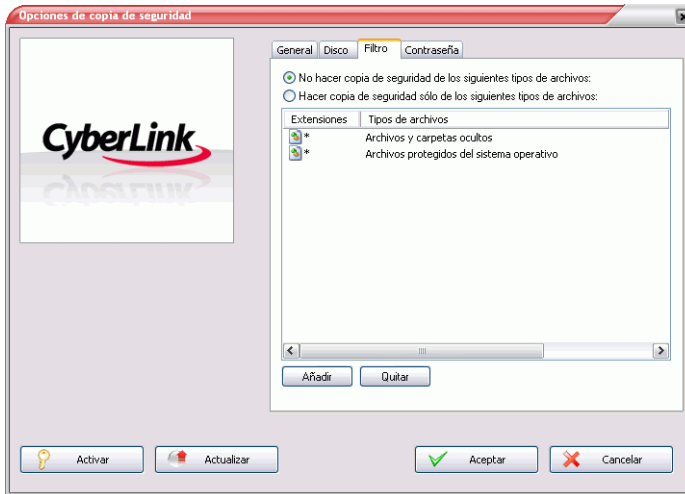 Opciones de copia de seguridad
CyberLink
General Disco Filtro Contraseña
No hacer copia de seguridad de los siguientes tipos de archivos:
Hacer copia de seguridad sólo de los siguientes tipos de archivos:
Extensiones Tipos de archivos
* Archivos y carpetas ocultos
* Archivos protegidos del sistema operativo
Añadir Quitar
Activar Actualizar Aceptar Cancelar